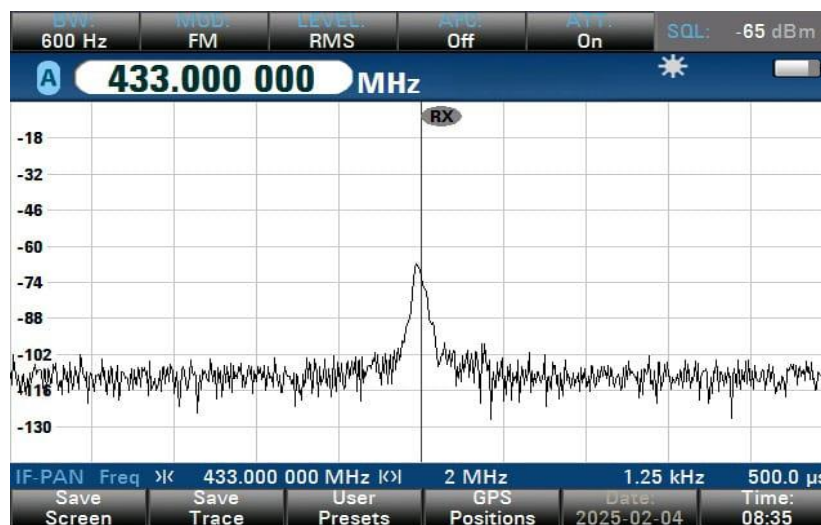 BW: MOD: LEVEL: AFC: ATT: SQL: -65 dBm
600 Hz FM RMS Off On
A 433.000 000 MHz
RX
-18
-32
-46
-60
-74
-88
-102
-116
-130
IF-PAN Freq 433.000 000 MHz 2 MHz 1.25 kHz 500.0 µs
Save Save User GPS Date: Time:
Screen Trace Presets Positions 2025-02-04 08:35